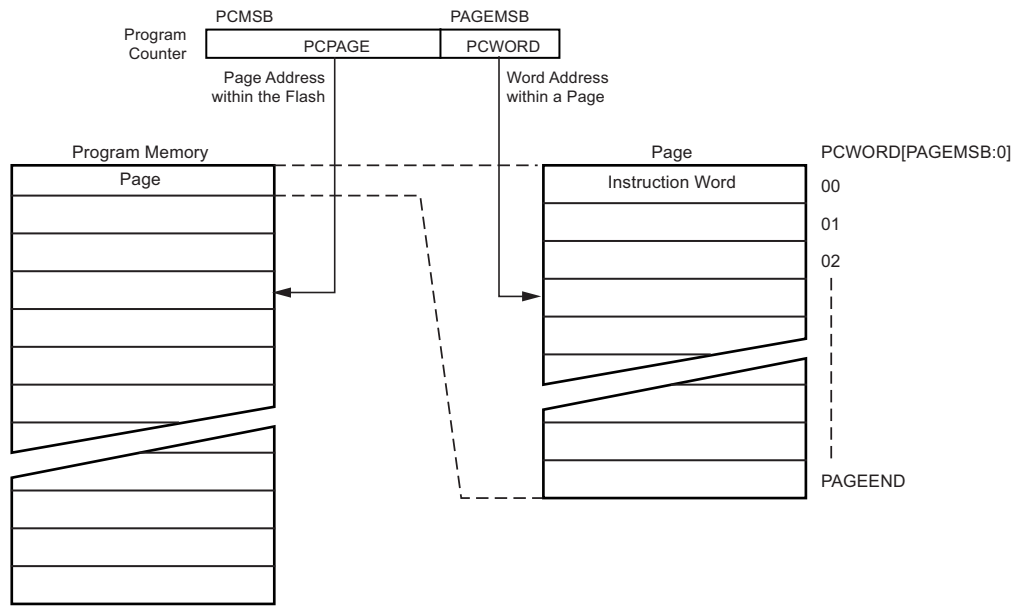 PCMSB
PAGEMSB
Program
Counter
PCPAGE
PCWORD
Page Address
within the Flash
Word Address
within a Page
Program Memory
Page
Page
PCWORD[PAGEMSB:0]
Instruction Word
00
01
02
PAGEEND